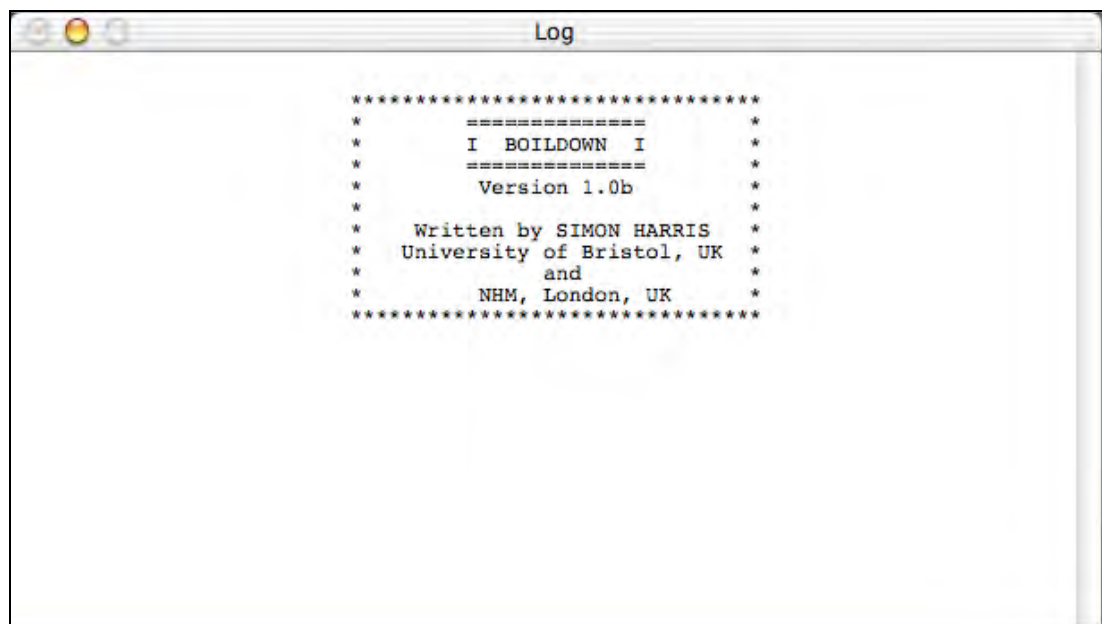 Log
********************************
* ============== *
* I BOILDOWN I *
* ============== *
* Version 1.0b *
* *
* Written by SIMON HARRIS *
* University of Bristol, UK *
* and *
* NHM, London, UK *
********************************